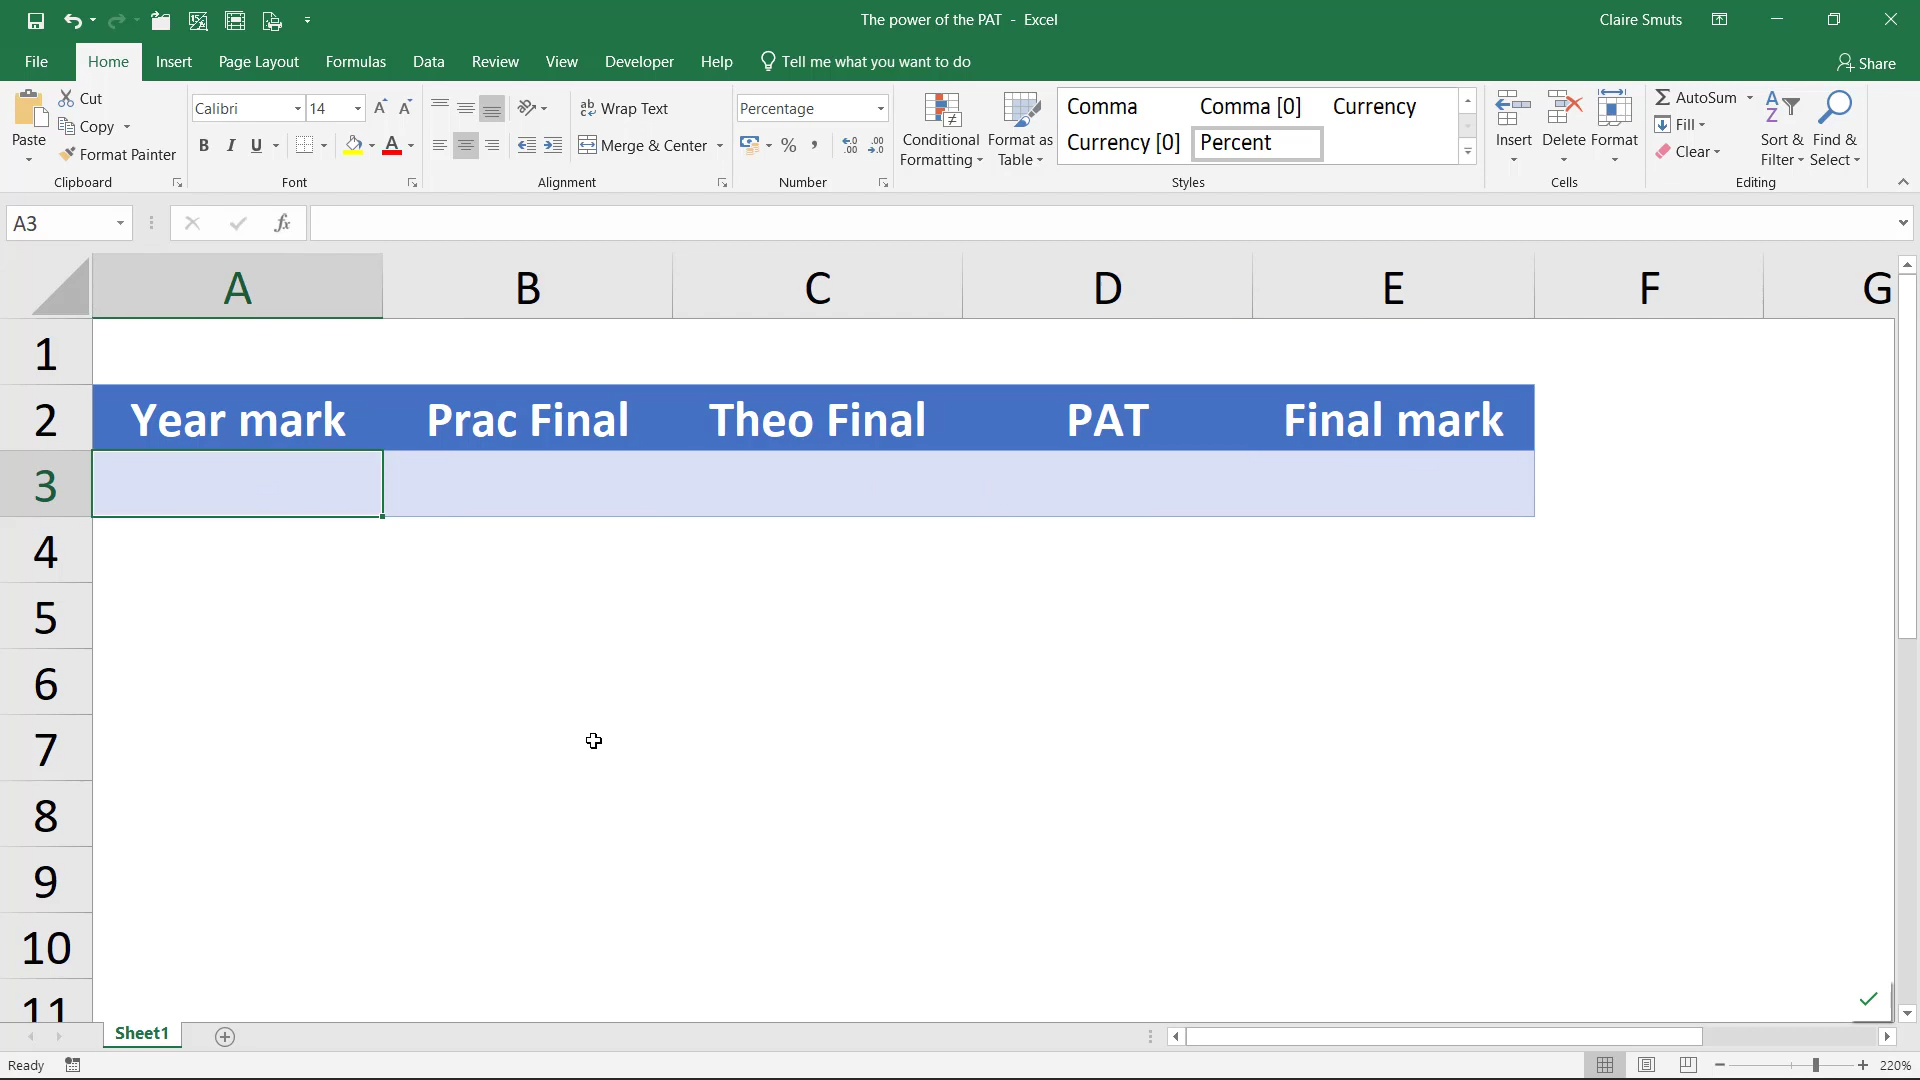 The power of the PAT - Excel
Claire Smuts
File Home Insert Page Layout Formulas Data Review View Developer Help Tell me what you want to do
Share
Paste
Cut
Copy
Format Painter
Clipboard
Calibri 14
A A
B I U A
Font
ab Wrap Text
Merge & Center
Alignment
Percentage
% ,
Number
Conditional Formatting
Format as Table
Comma Comma [0] Currency
Currency [0] Percent
Styles
Insert Delete Format
Cells
AutoSum
Fill
Clear
Sort & Filter
Find & Select
Editing
A3
fx
A B C D E F G
1
2 Year mark Prac Final Theo Final PAT Final mark
3
4
5
6
7
8
9
10
11
Sheet1
Ready
220%